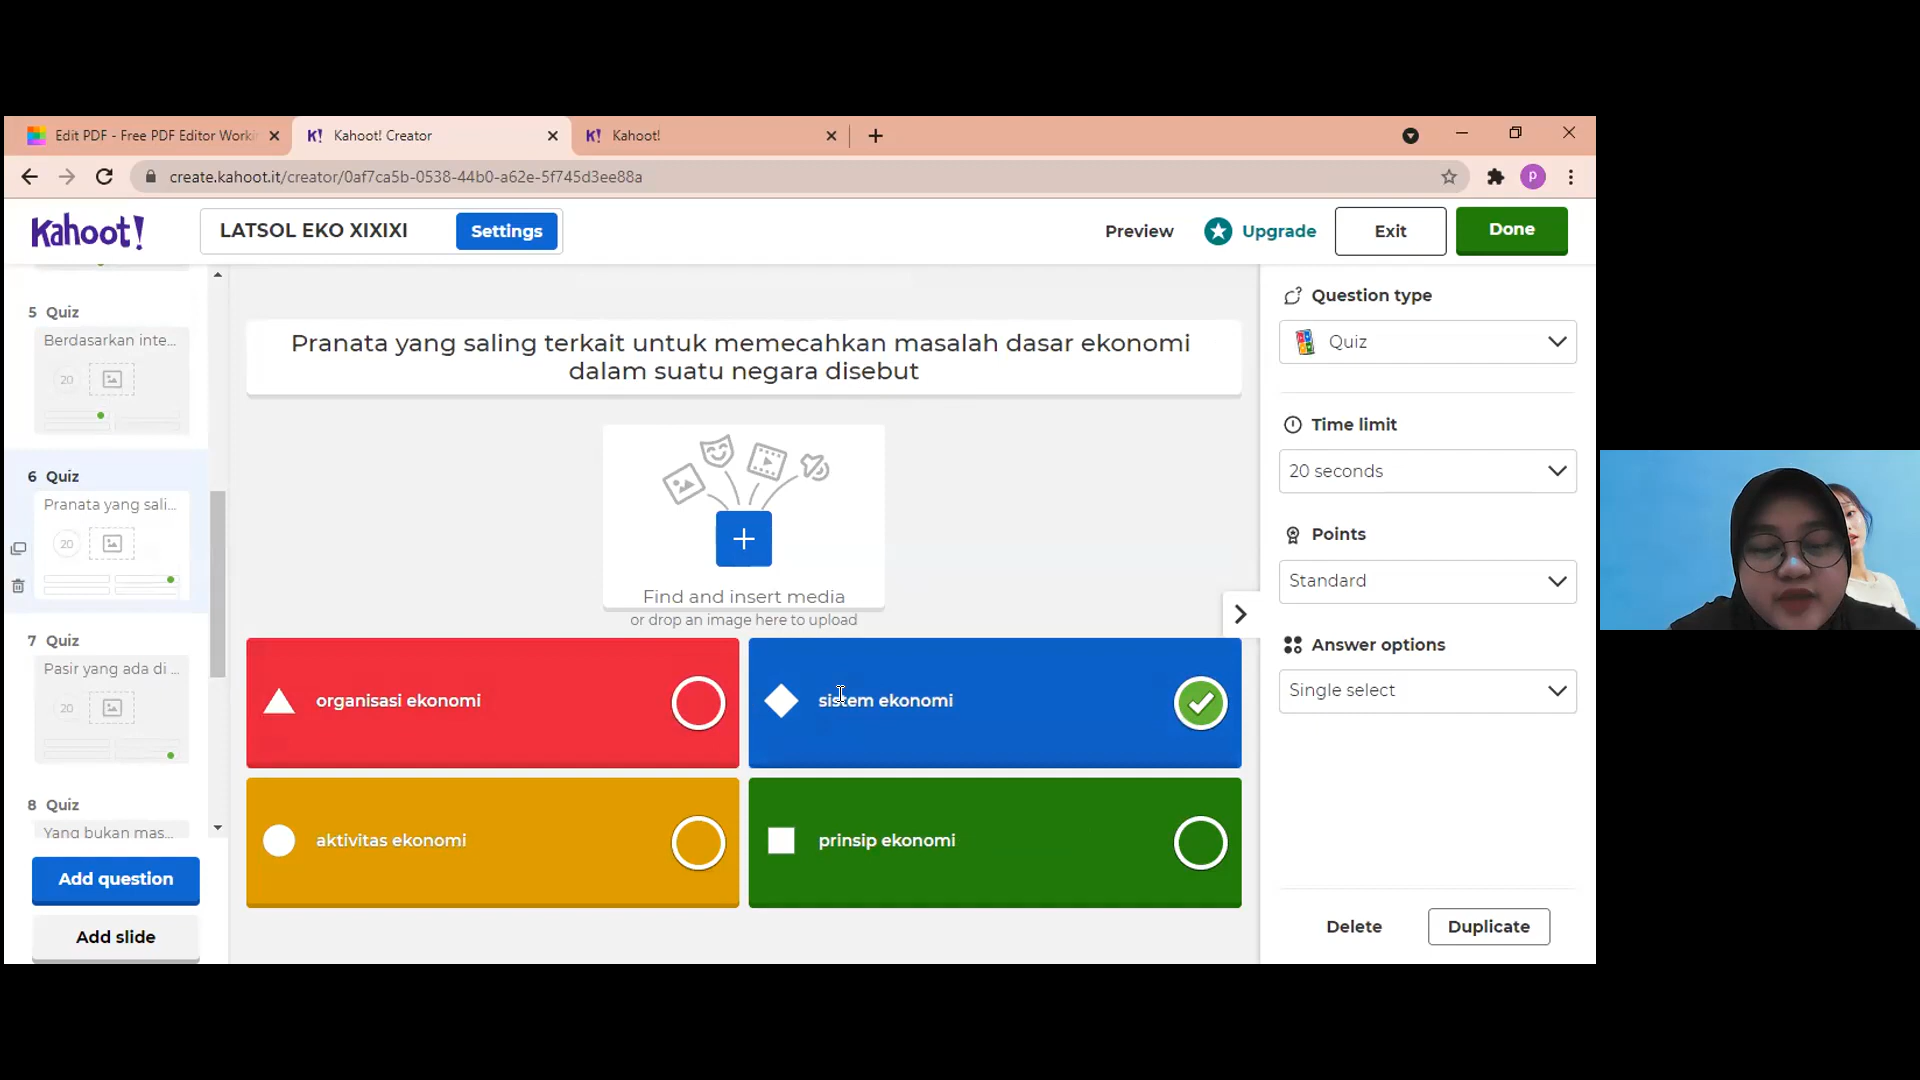 Edit PDF - Free PDF Editor Worki
Kahoot! Creator
Kahoot!
create.kahoot.it/creator/0af7ca5b-0538-44b0-a62e-5f745d3ee88a
P
Kahoot!
LATSOL EKO XIXIXI
Settings
Preview
Upgrade
Exit
Done
5 Quiz
Berdasarkan inte...
20
6 Quiz
Pranata yang sali...
20
7 Quiz
Pasir yang ada di ...
20
8 Quiz
Yang bukan mas...
Add question
Add slide
Pranata yang saling terkait untuk memecahkan masalah dasar ekonomi
dalam suatu negara disebut
Find and insert media
or drop an image here to upload
organisasi ekonomi
sistem ekonomi
aktivitas ekonomi
prinsip ekonomi
Question type
Quiz
Time limit
20 seconds
Points
Standard
Answer options
Single select
Delete
Duplicate